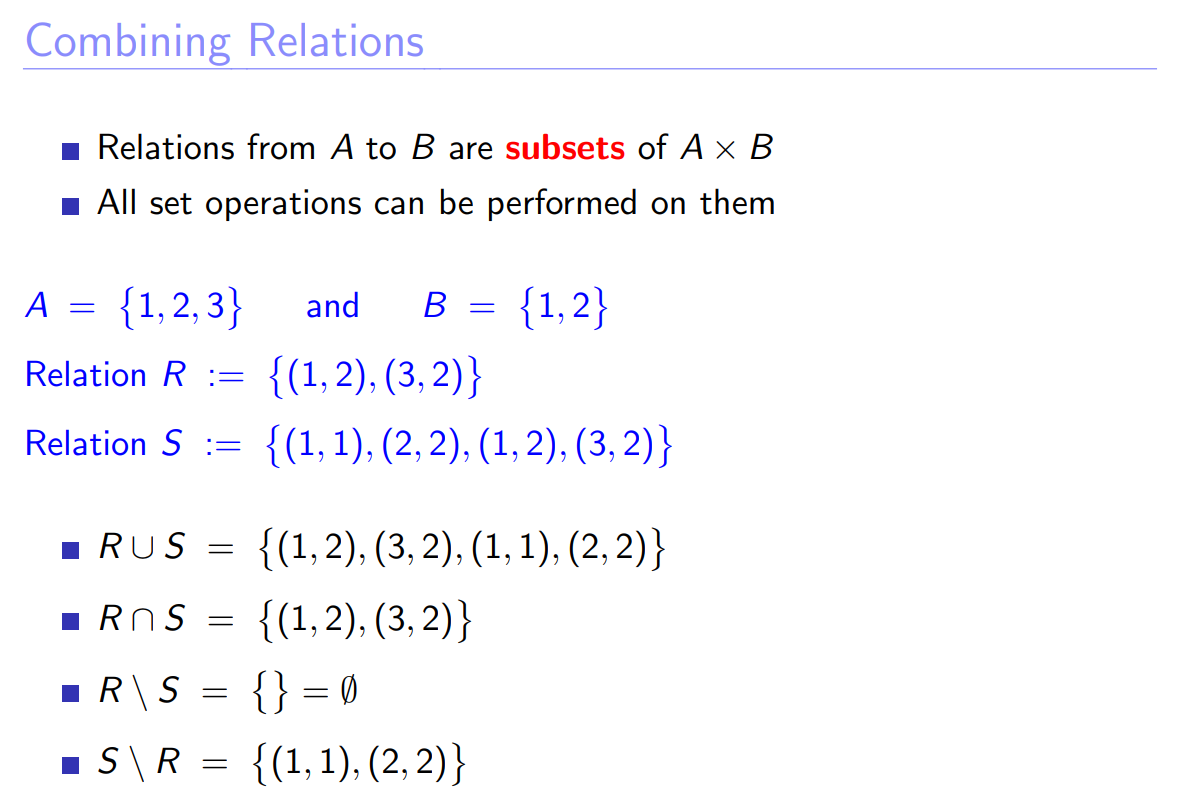 Combining Relations
Relations from A to B are subsets of A × B
All set operations can be performed on them
A = {1, 2, 3} and B = {1, 2}
Relation R := {(1, 2), (3, 2)}
Relation S := {(1, 1), (2, 2), (1, 2), (3, 2)}
R ∪ S = {(1, 2), (3, 2), (1, 1), (2, 2)}
R ∩ S = {(1, 2), (3, 2)}
R \ S = {} = ∅
S \ R = {(1, 1), (2, 2)}